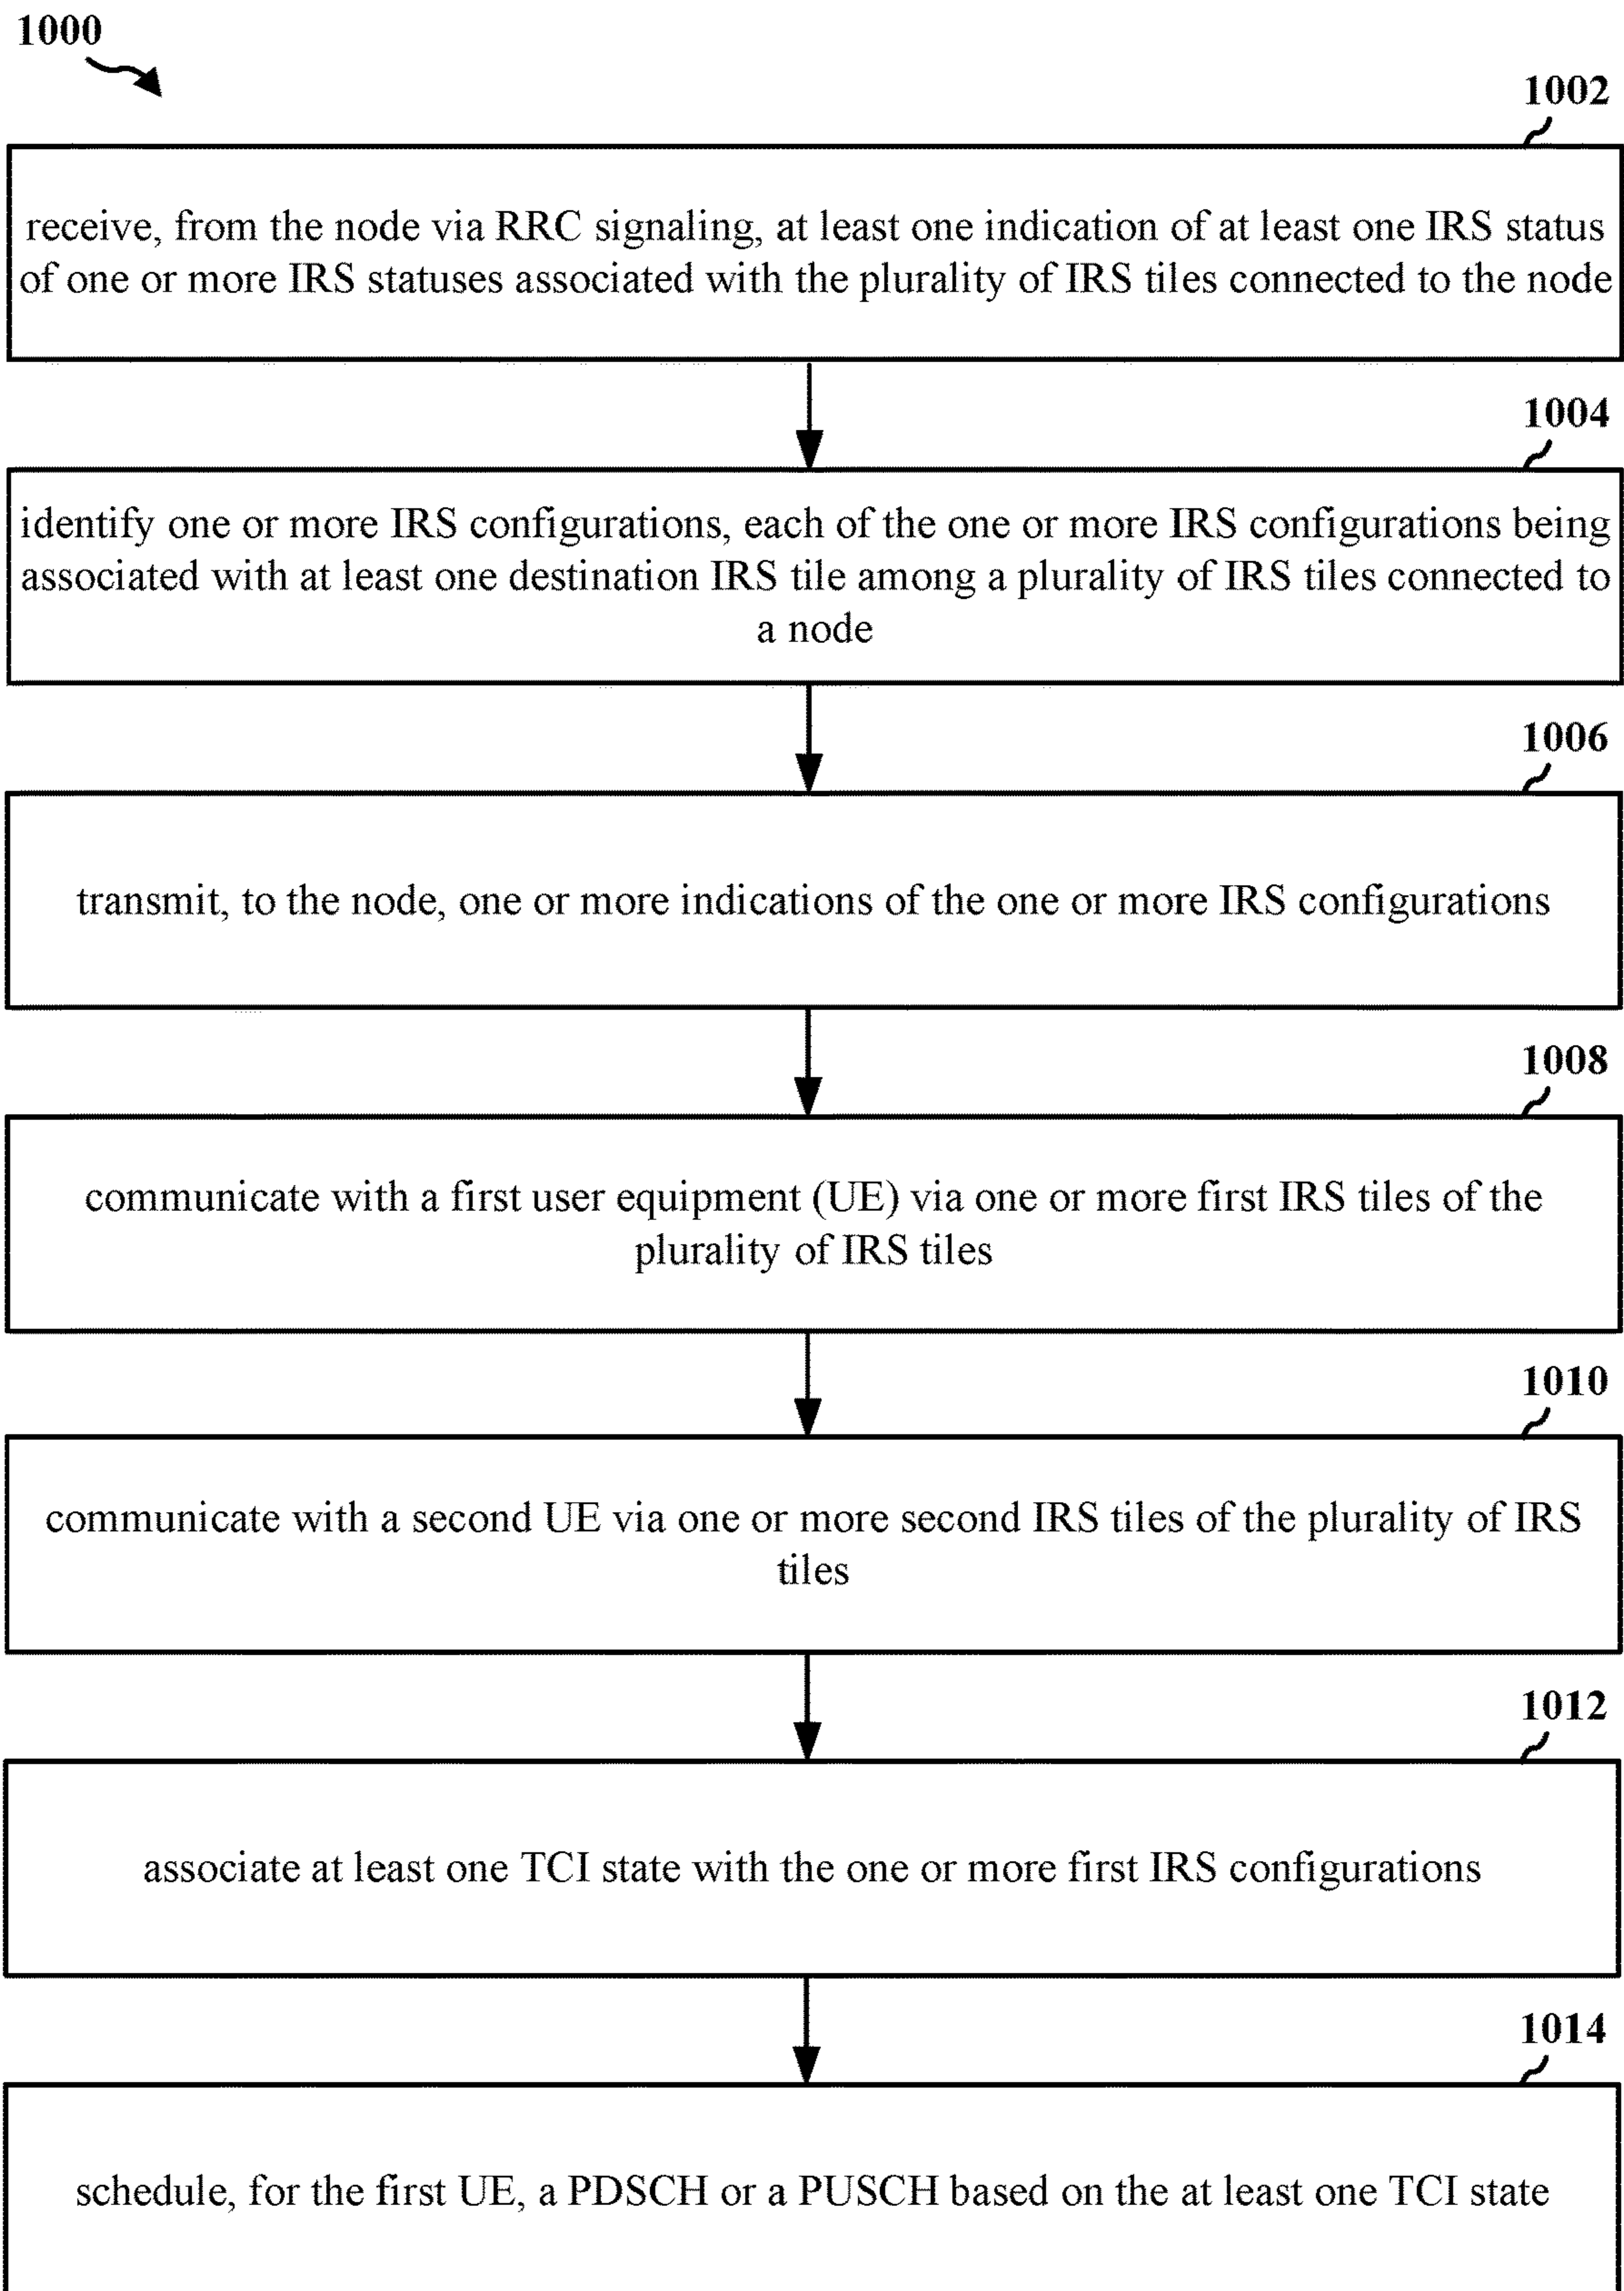 1000
1002
receive, from the node via RRC signaling, at least one indication of at least one IRS status
of one or more IRS statuses associated with the plurality of IRS tiles connected to the node
1004
identify one or more IRS configurations, each of the one or more IRS configurations being
associated with at least one destination IRS tile among a plurality of IRS tiles connected to
a node
1006
transmit, to the node, one or more indications of the one or more IRS configurations
1008
communicate with a first user equipment (UE) via one or more first IRS tiles of the
plurality of IRS tiles
1010
communicate with a second UE via one or more second IRS tiles of the plurality of IRS
tiles
1012
associate at least one TCI state with the one or more first IRS configurations
1014
schedule, for the first UE, a PDSCH or a PUSCH based on the at least one TCI state